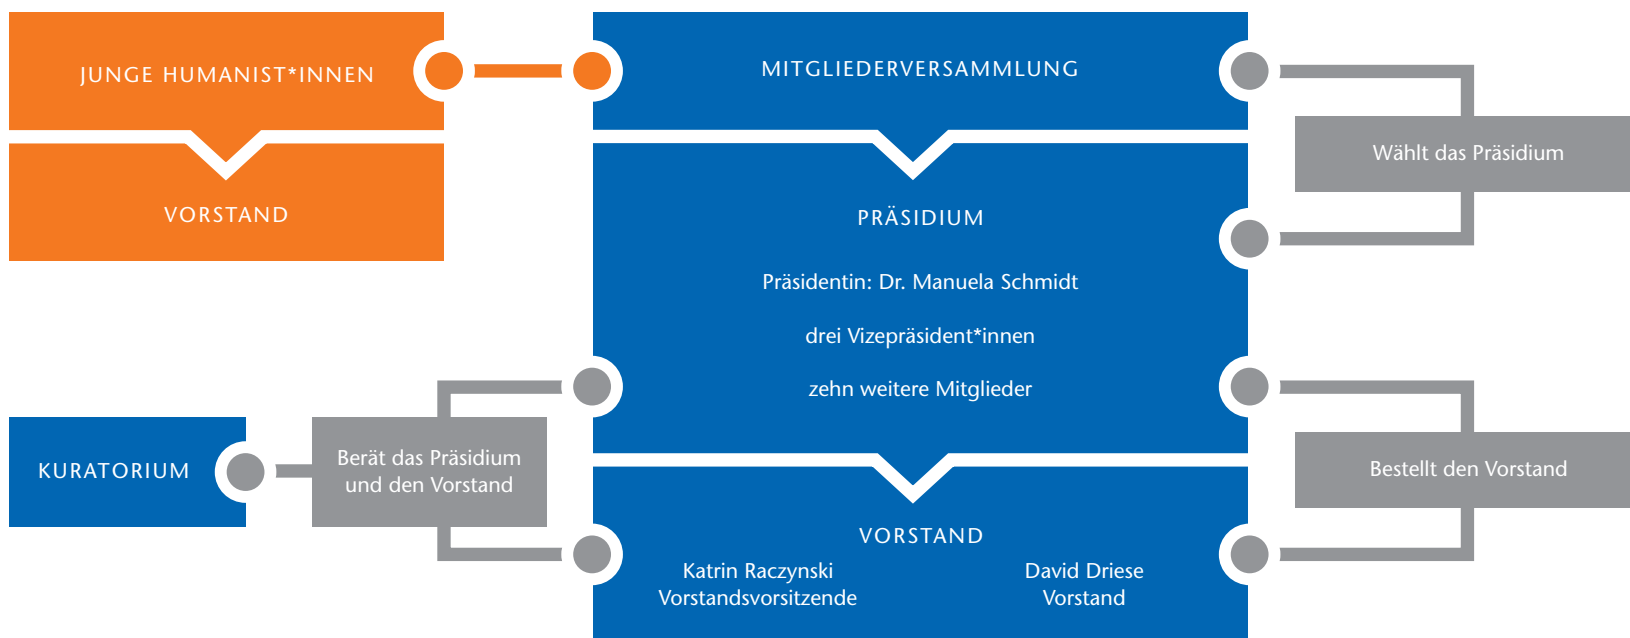 JUNGE HUMANIST*INNEN
VORSTAND
MITGLIEDERVERSAMMLUNG
Wählt das Präsidium
PRÄSIDIUM
Präsidentin: Dr. Manuela Schmidt
drei Vizepräsident*innen
zehn weitere Mitglieder
KURATORIUM
Berät das Präsidium
und den Vorstand
Bestellt den Vorstand
VORSTAND
Katrin Raczynski
Vorstandsvorsitzende
David Driese
Vorstand